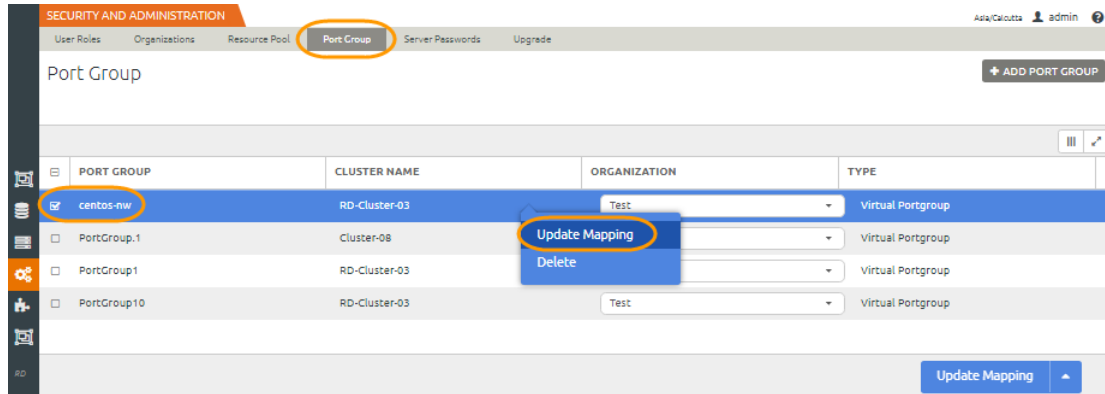 SECURITY AND ADMINISTRATION
Asia/Calcutta admin ?
User Roles Organizations Resource Pool Port Group Server Passwords Upgrade
Port Group
+ ADD PORT GROUP
PORT GROUP CLUSTER NAME ORGANIZATION TYPE
centos-nw RD-Cluster-03 Test Virtual Portgroup
Update Mapping
PortGroup.1 Cluster-08 Virtual Portgroup
Delete
PortGroup1 RD-Cluster-03 Virtual Portgroup
PortGroup10 RD-Cluster-03 Test Virtual Portgroup
RD
Update Mapping